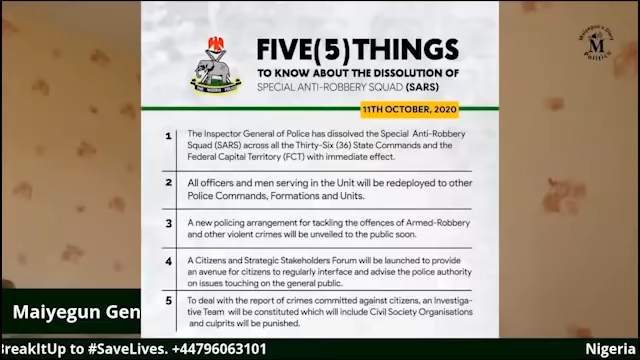 FIVE(5)THINGS
TO KNOW ABOUT THE DISSOLUTION OF
SPECIAL ANTI-ROBBERY SQUAD (SARS)
11TH OCTOBER, 2020
1 The Inspector General of Police has dissolved the Special Anti-Robbery
Squad (SARS) across all the Thirty-Six (36) State Commands and the
Federal Capital Territory (FCT) with immediate effect.
2 All officers and men serving in the Unit will be redeployed to other
Police Commands, Formations and Units.
3 A new policing arrangement for tackling the offences of Armed-Robbery
and other violent crimes will be unveiled to the public soon.
4 A Citizens and Strategic Stakeholders Forum will be launched to provide
an avenue for citizens to regularly interface and advise the police authority
on issues touching on the general public.
5 To deal with the report of crimes committed against citizens, an Investiga-
tive Team will be constituted which will include Civil Society Organisations
and culprits will be punished.
Maiyegun's Diary
M
Politico
Maiyegun Gen
BreakItUp to #SaveLives. +44796063101
Nigeria